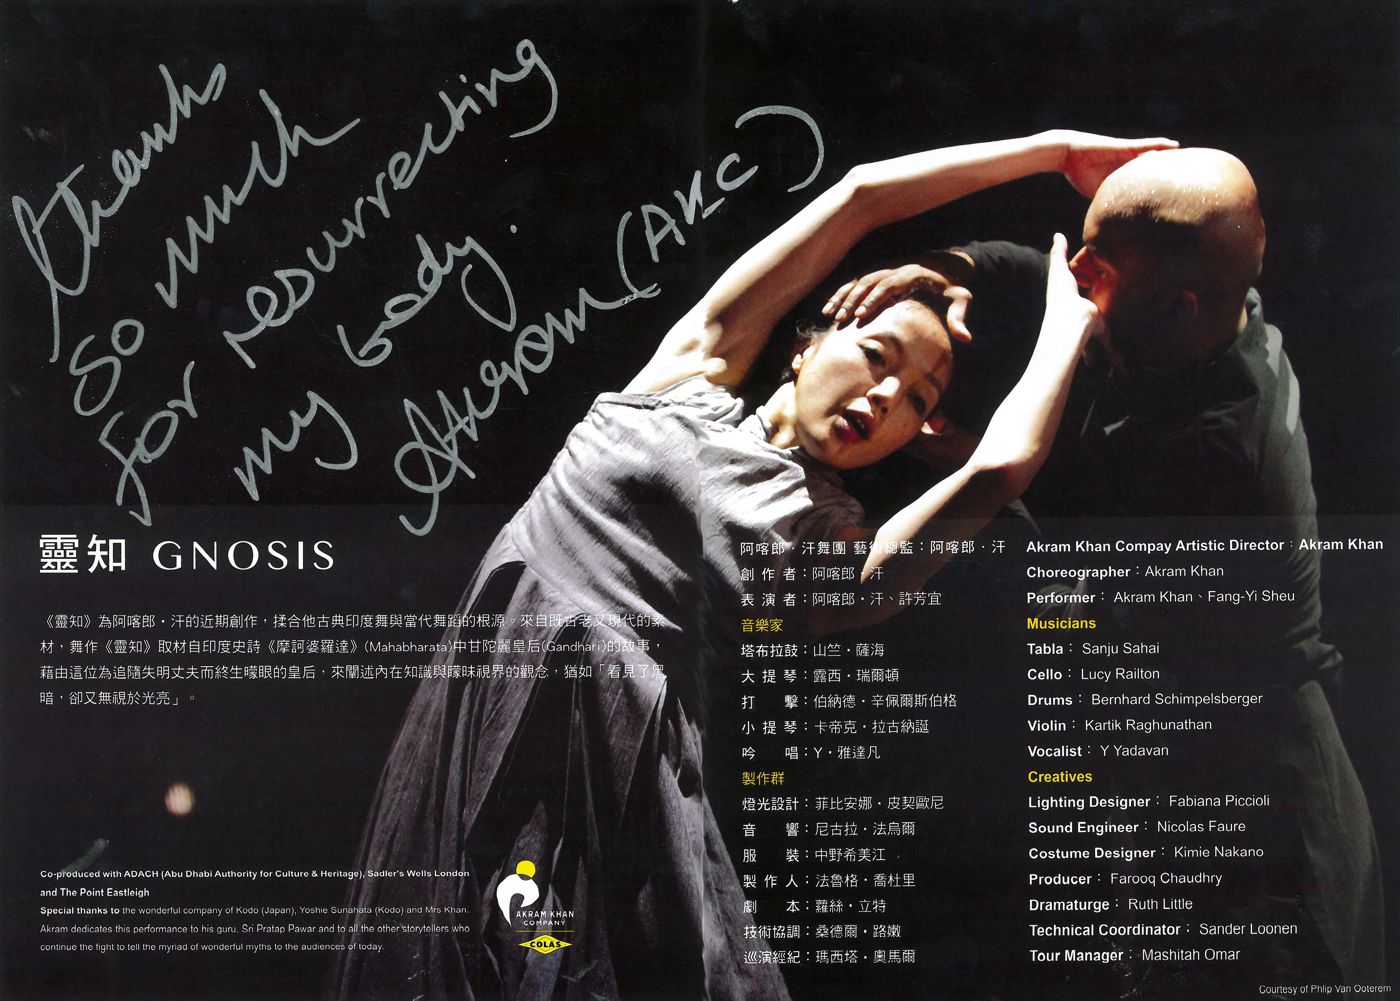 thanks
so much
for resurrecting
my body.
Akram (AKC)
靈知 GNOSIS
《靈知》為阿喀郎·汗的近期創作，揉合他古典印度舞與當代舞蹈的根源。來自既古老又現代的素
材，舞作《靈知》取材自印度史詩《摩訶婆羅達》(Mahabharata)中甘陀麗皇后(Gandhari)的故事，
藉由這位為追隨失明丈夫而終生矇眼的皇后，來闡述內在知識與矇昧視界的觀念，猶如「看見了黑
暗，卻又無視於光亮」。
Co-produced with ADACH (Abu Dhabi Authority for Culture & Heritage), Sadler's Wells London
and The Point Eastleigh
Special thanks to the wonderful company of Kodo (Japan), Yoshie Sunahata (Kodo) and Mrs Khan.
Akram dedicates this performance to his guru, Sri Pratap Pawar and to all the other storytellers who
continue the fight to tell the myriad of wonderful myths to the audiences of today.
AKRAM KHAN
COMPANY
COLAS
阿喀郎·汗舞團 藝術總監：阿喀郎·汗
創作者：阿喀郎·汗
表演者：阿喀郎·汗、許芳宜
音樂家
塔布拉鼓：山竺·薩海
大提琴：露西·瑞爾頓
打擊：伯納德·辛佩爾斯伯格
小提琴：卡帝克·拉古納誕
吟唱：Y·雅達凡
製作群
燈光設計：菲比安娜·皮契歐尼
音響：尼古拉·法烏爾
服裝：中野希美江
製作人：法魯格·喬杜里
劇本：蘿絲·立特
技術協調：桑德爾·路嫩
巡演經紀：瑪西塔·奧馬爾
Akram Khan Compay Artistic Director：Akram Khan
Choreographer：Akram Khan
Performer： Akram Khan、Fang-Yi Sheu
Musicians
Tabla： Sanju Sahai
Cello： Lucy Railton
Drums： Bernhard Schimpelsberger
Violin： Kartik Raghunathan
Vocalist： Y Yadavan
Creatives
Lighting Designer： Fabiana Piccioli
Sound Engineer： Nicolas Faure
Costume Designer： Kimie Nakano
Producer： Farooq Chaudhry
Dramaturge： Ruth Little
Technical Coordinator： Sander Loonen
Tour Manager： Mashitah Omar
Courtesy of Phlip Van Ooterem